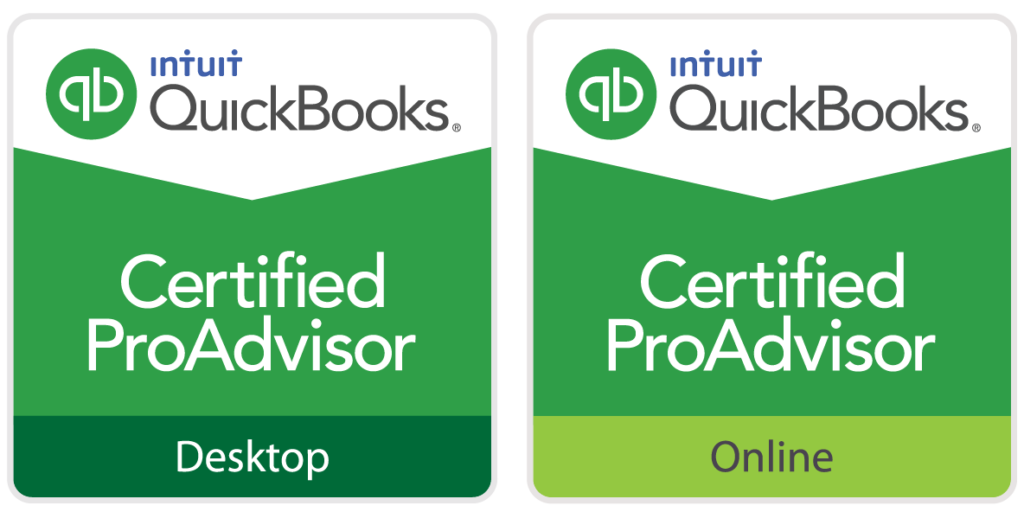 intuit
QuickBooks®
Certified
ProAdvisor
Desktop
intuit
QuickBooks®
Certified
ProAdvisor
Online